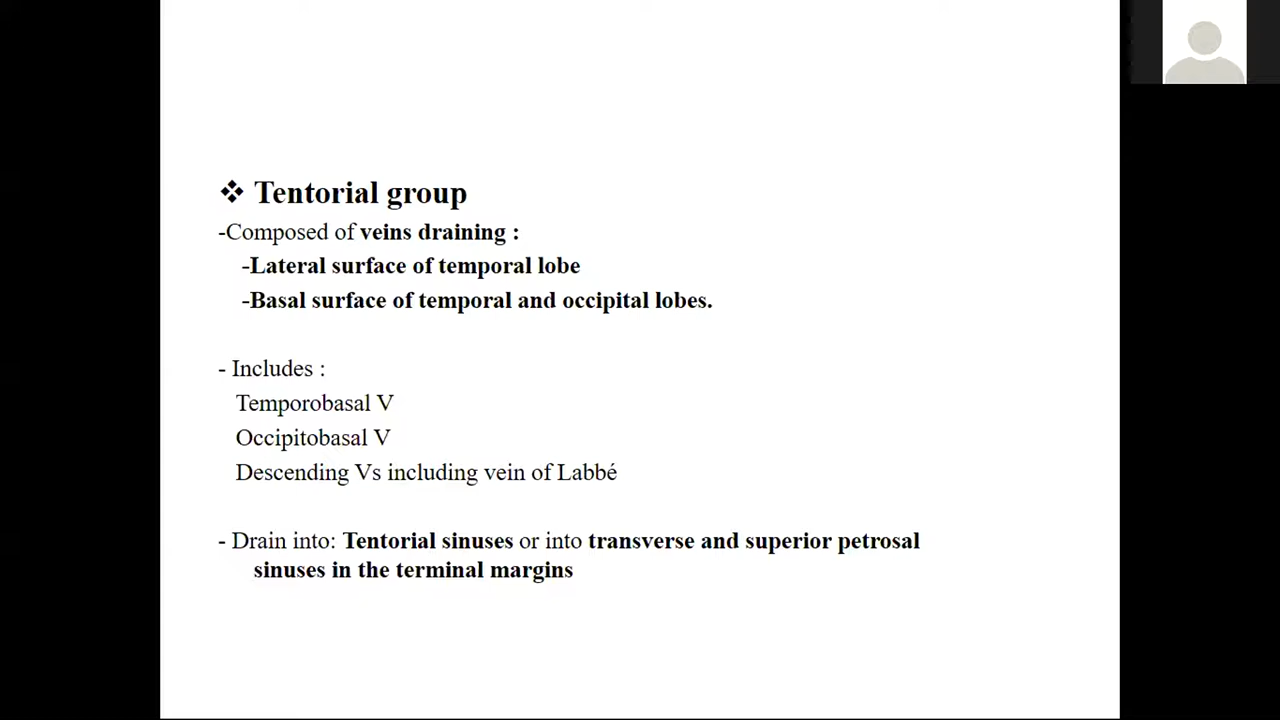 ❖ Tentorial group
-Composed of veins draining :
-Lateral surface of temporal lobe
-Basal surface of temporal and occipital lobes.
- Includes :
Temporobasal V
Occipitobasal V
Descending Vs including vein of Labbé
- Drain into: Tentorial sinuses or into transverse and superior petrosal
sinuses in the terminal margins